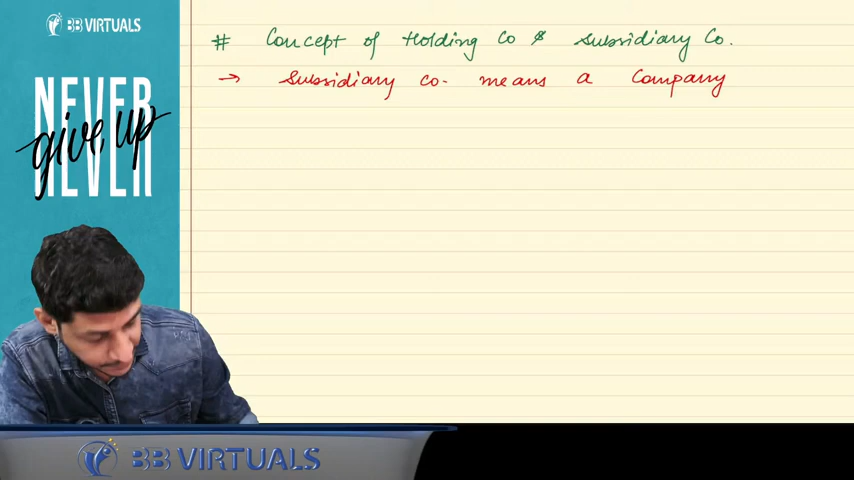 BB VIRTUALS
# Concept of Holding Co & Subsidiary Co.
→ Subsidiary co. means a Company
NEVER
give up
NEVER
BB VIRTUALS